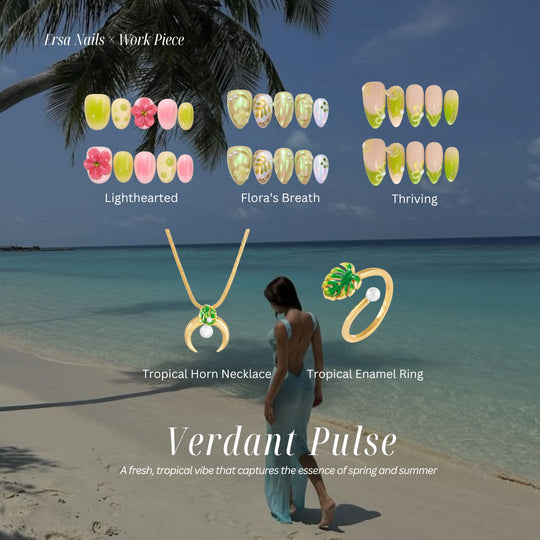 Ersa Nails × Work Piece
Lighthearted
Flora's Breath
Thriving
Tropical Horn Necklace
Tropical Enamel Ring
Verdant Pulse
A fresh, tropical vibe that captures the essence of spring and summer